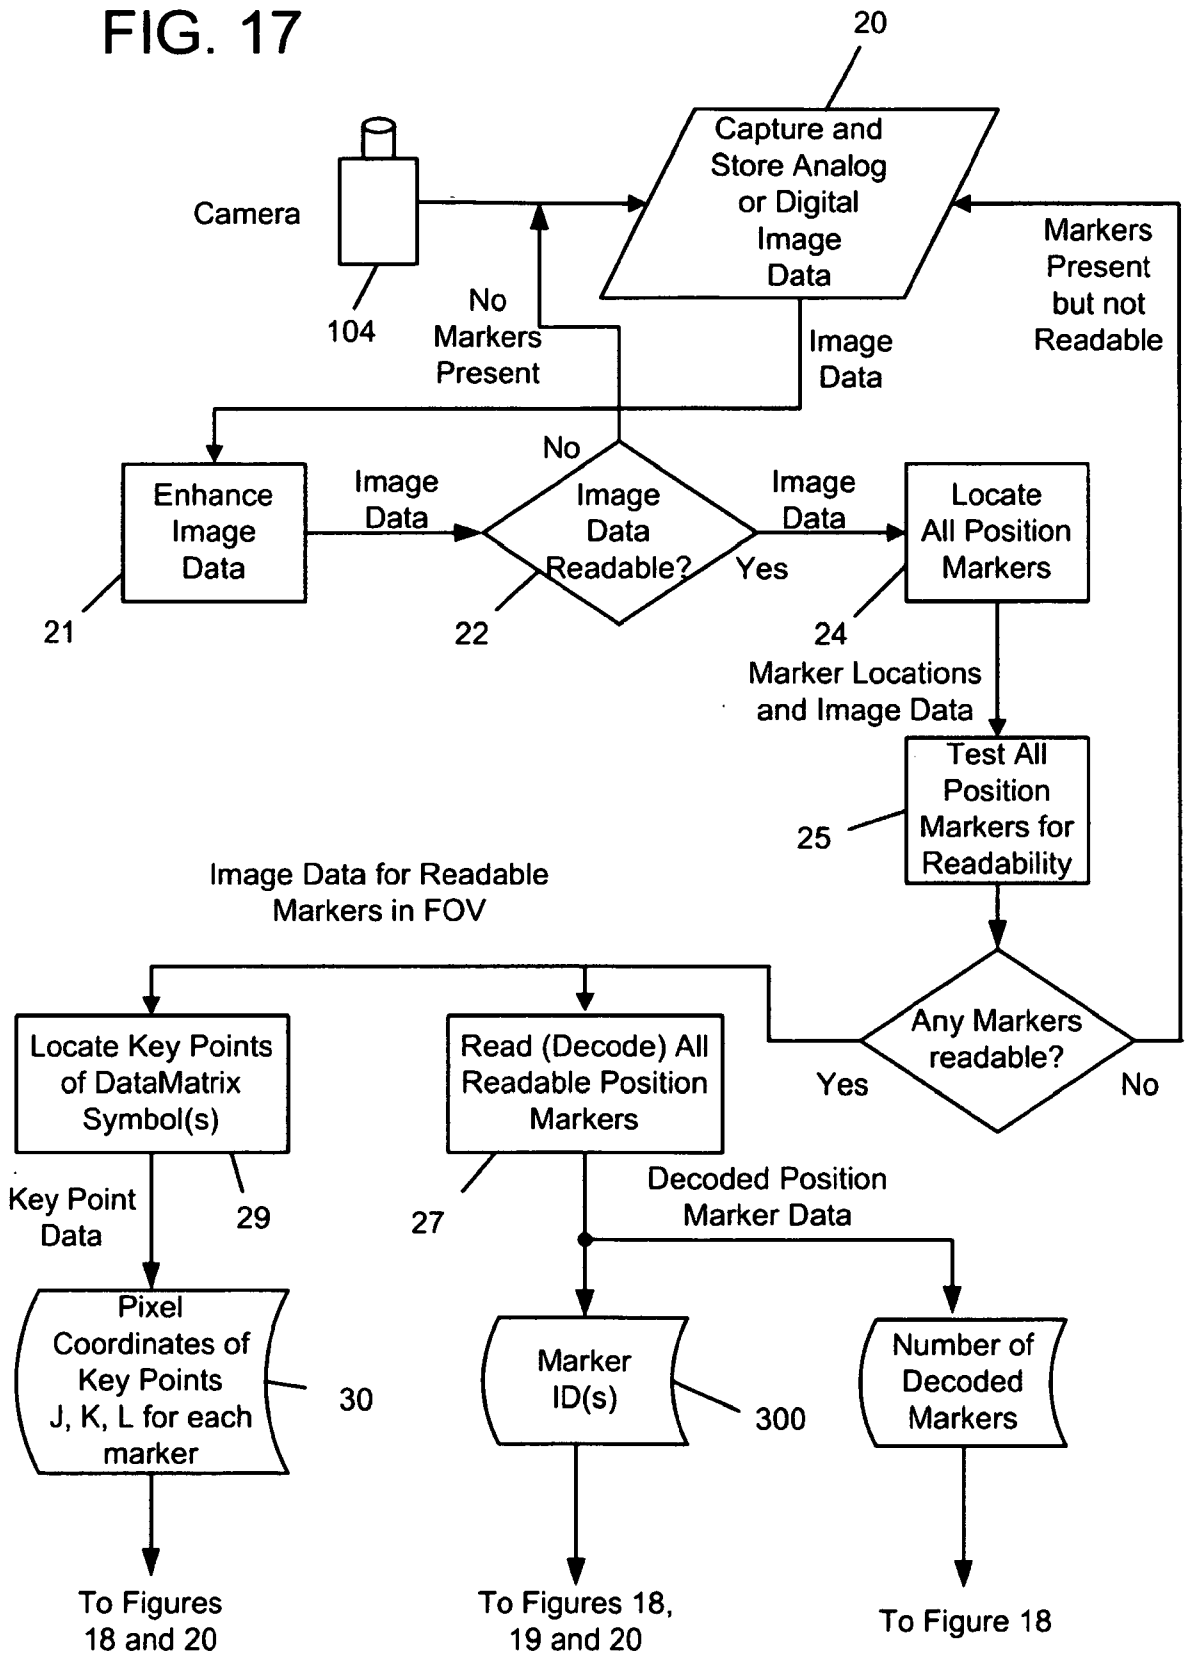 FIG. 17
20
Capture and
Store Analog
or Digital
Image
Data
Camera
104
No
Markers
Present
Markers
Present
but not
Readable
Image
Data
No
Enhance
Image
Data
21
Image
Data
Image
Data
Readable?
22
Image
Data
Yes
Locate
All Position
Markers
24
Marker Locations
and Image Data
Test All
Position
Markers for
Readability
25
Image Data for Readable
Markers in FOV
Any Markers
readable?
Yes
No
Locate Key Points
of DataMatrix
Symbol(s)
29
Read (Decode) All
Readable Position
Markers
27
Key Point
Data
Decoded Position
Marker Data
Pixel
Coordinates of
Key Points
J, K, L for each
marker
30
Marker
ID(s)
300
Number of
Decoded
Markers
To Figures
18 and 20
To Figures 18,
19 and 20
To Figure 18